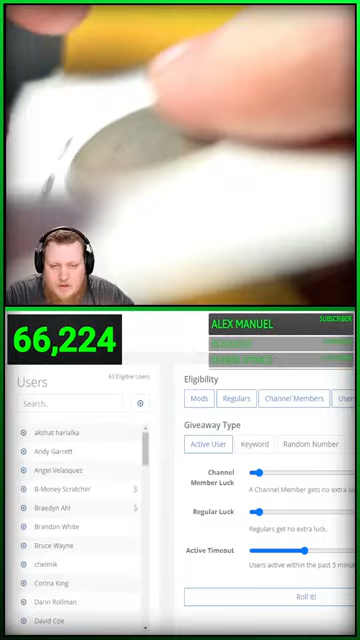 66,224
ALEX MANUEL
SUBSCRIBER
Users
63 Eligible Users
Search..
akshat harlalka
Andy Garrett
Angel Velasquez
B-Money Scratchin'
$
Braedyn Ahl
$
Brandon White
Bruce Wayne
chelmik
Corina King
Darin Rollman
David Coe
Eligibility
Mods
Regulars
Channel Members
Users
Giveaway Type
Active User
Keyword
Random Number
Channel
Member Luck
A Channel Member gets no extra lu
Regular Luck
Regulars get no extra luck.
Active Timeout
Users active within the past 5 minut
Roll It!